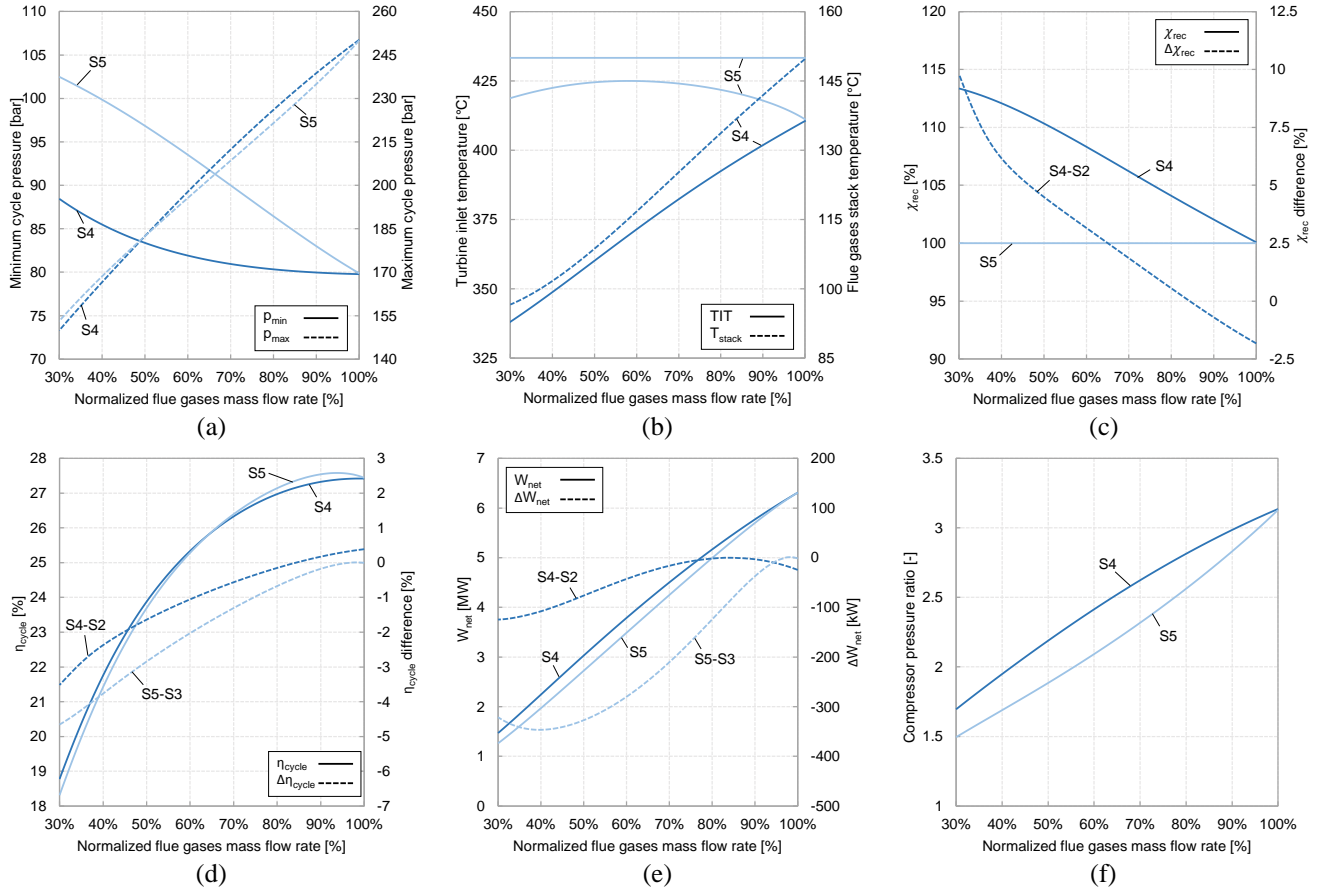 110
105
100
95
90
85
80
75
70
Minimum cycle pressure [bar]
260
245
230
215
200
185
170
155
140
Maximum cycle pressure [bar]
S5
S5
S4
S4
p_min
p_max
30% 40% 50% 60% 70% 80% 90% 100%
Normalized flue gases mass flow rate [%]
(a)
450
425
400
375
350
325
Turbine inlet temperature [°C]
160
145
130
115
100
85
Flue gases stack temperature [°C]
S5
S4
TIT
T_stack
30% 40% 50% 60% 70% 80% 90% 100%
Normalized flue gases mass flow rate [%]
(b)
120
115
110
105
100
95
90
χ_rec [%]
12.5
10
7.5
5
2.5
0
-2.5
χ_rec difference [%]
χ_rec
Δχ_rec
S4-S2
S4
S5
30% 40% 50% 60% 70% 80% 90% 100%
Normalized flue gases mass flow rate [%]
(c)
28
27
26
25
24
23
22
21
20
19
18
η_cycle [%]
3
2
1
0
-1
-2
-3
-4
-5
-6
-7
η_cycle difference [%]
S5
S4
S4-S2
S5-S3
η_cycle
Δη_cycle
30% 40% 50% 60% 70% 80% 90% 100%
Normalized flue gases mass flow rate [%]
(d)
7
6
5
4
3
2
1
0
W_net [MW]
200
100
0
-100
-200
-300
-400
-500
ΔW_net [kW]
W_net
ΔW_net
S4-S2
S4
S5
S5-S3
30% 40% 50% 60% 70% 80% 90% 100%
Normalized flue gases mass flow rate [%]
(e)
3.5
3
2.5
2
1.5
1
Compressor pressure ratio [-]
S4
S5
30% 40% 50% 60% 70% 80% 90% 100%
Normalized flue gases mass flow rate [%]
(f)